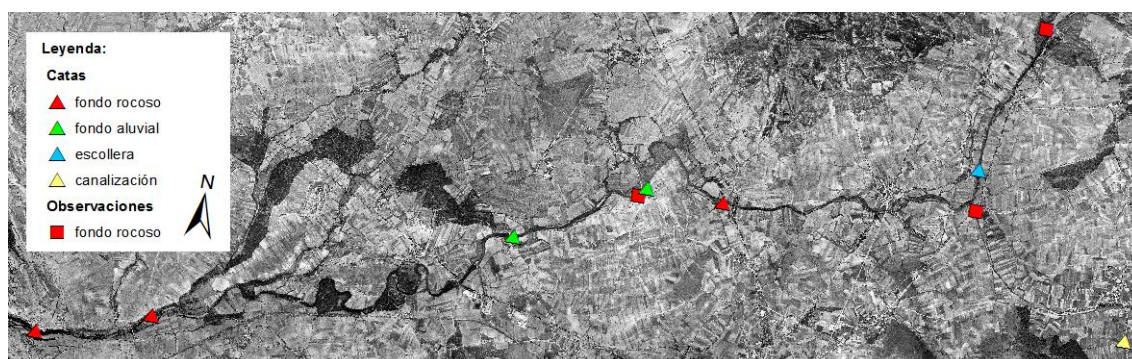 Leyenda:
Catas
fondo rocoso
fondo aluvial
escollera
canalización
Observaciones
fondo rocoso
N